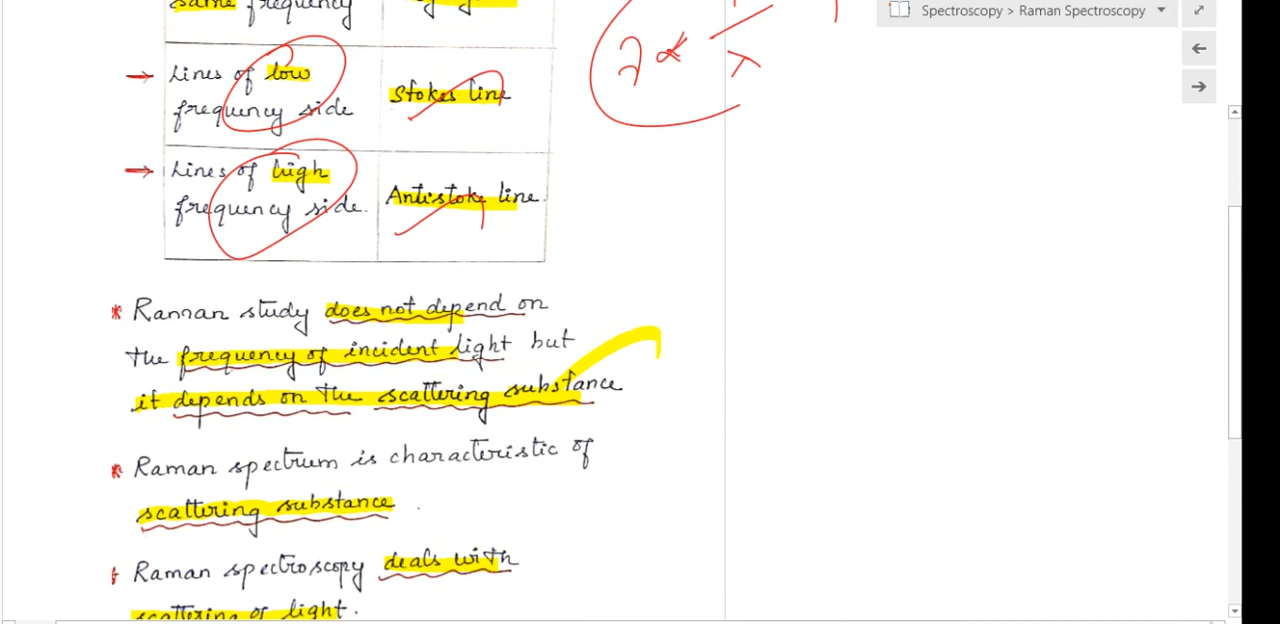 same frequency
Spectroscopy > Raman Spectroscopy
→ Lines of low
frequency side
Stokes line
→ Lines of high
frequency side.
Antistoke line.
* Raman study does not depend on
the frequency of incident light but
it depends on the scattering substance
* Raman spectrum is characteristic of
scattering substance.
* Raman spectroscopy deals with
scattering of light.